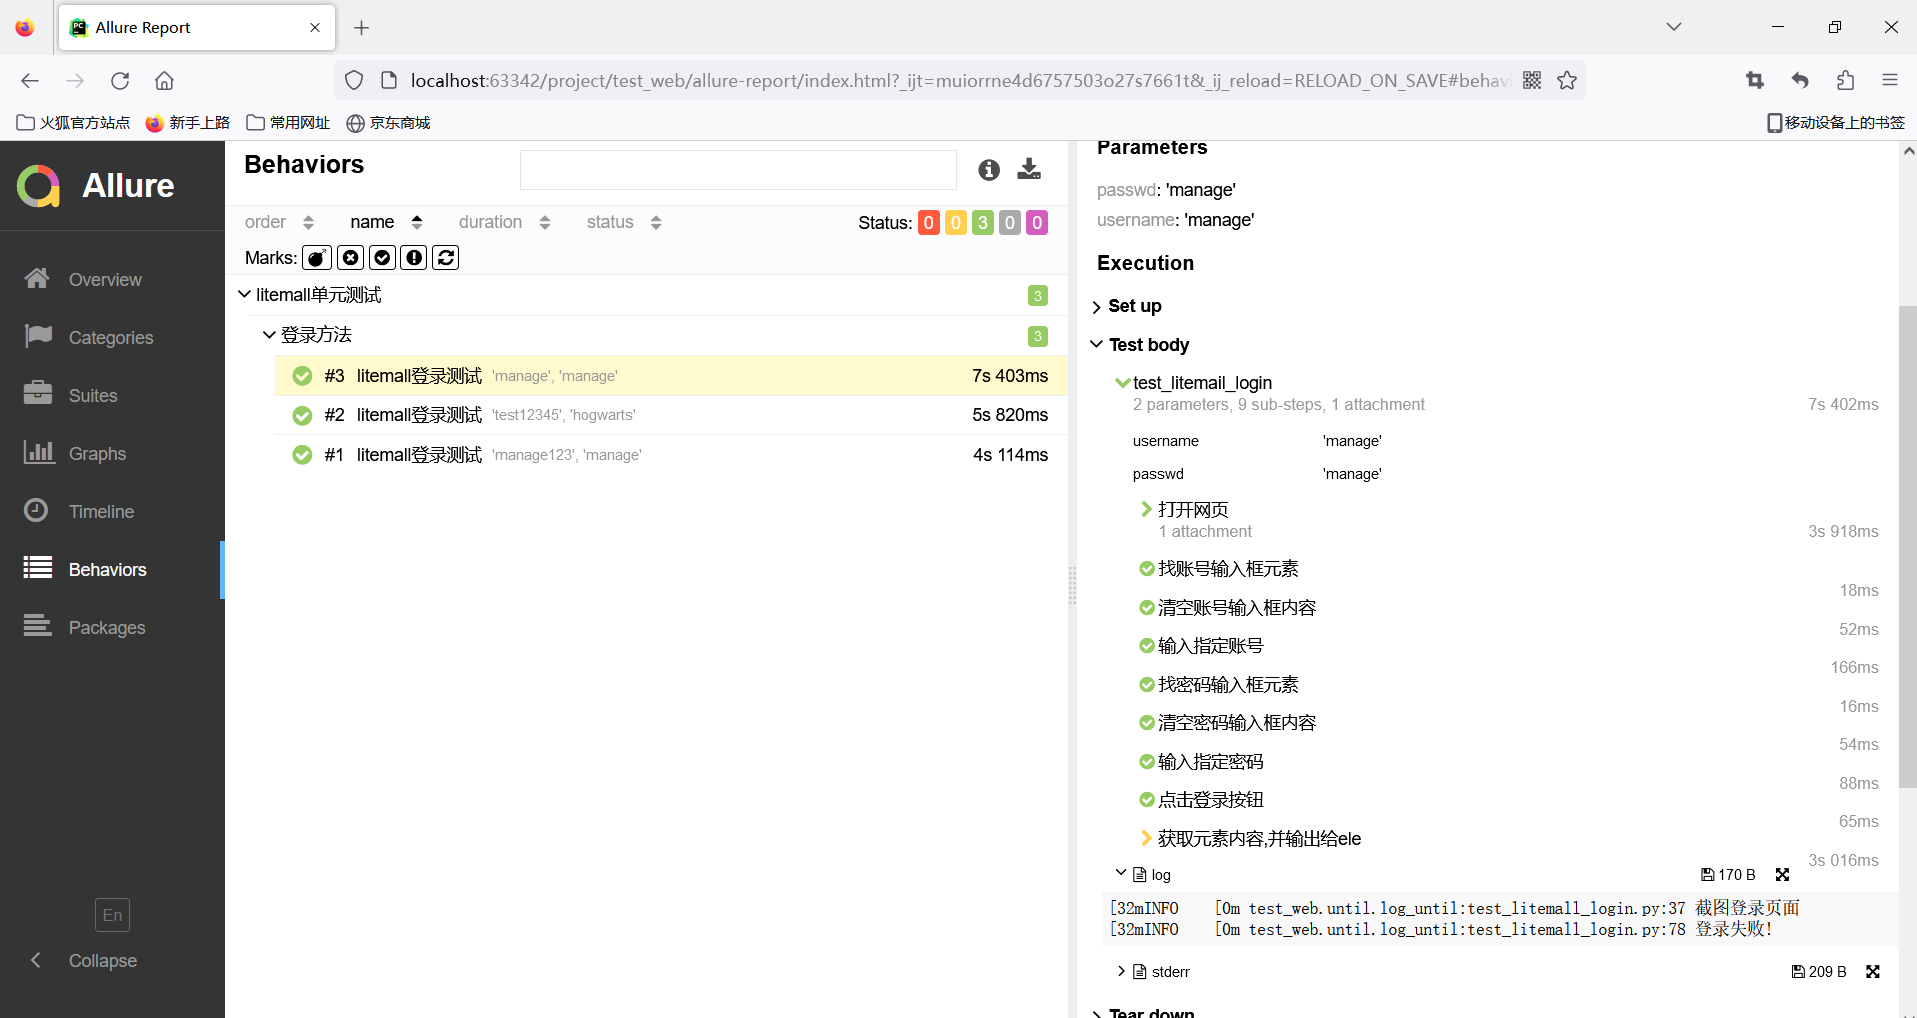 Allure Report
localhost:63342/project/test_web/allure-report/index.html?_ijt=muiorrne4d6757503o27s7661t&_ij_reload=RELOAD_ON_SAVE#behavi
火狐官方站点 新手上路 常用网址 京东商城 移动设备上的书签
Allure
Overview
Categories
Suites
Graphs
Timeline
Behaviors
Packages
En
Collapse
Behaviors
order name duration status Status: 0 0 3 0 0
Marks:
litemall单元测试 3
登录方法 3
#3 litemall登录测试 'manage', 'manage' 7s 403ms
#2 litemall登录测试 'test12345', 'hogwarts' 5s 820ms
#1 litemall登录测试 'manage123', 'manage' 4s 114ms
Parameters
passwd: 'manage'
username: 'manage'
Execution
Set up
Test body
test_litemail_login
2 parameters, 9 sub-steps, 1 attachment 7s 402ms
username 'manage'
passwd 'manage'
打开网页
1 attachment 3s 918ms
找账号输入框元素
18ms
清空账号输入框内容
52ms
输入指定账号
166ms
找密码输入框元素
16ms
清空密码输入框内容
54ms
输入指定密码
88ms
点击登录按钮
65ms
获取元素内容,并输出给ele
3s 016ms
log 170 B
[32mINFO [0m test_web.until.log_until:test_litemall_login.py:37 截图登录页面
[32mINFO [0m test_web.until.log_until:test_litemall_login.py:78 登录失败!
stderr 209 B
Tear down